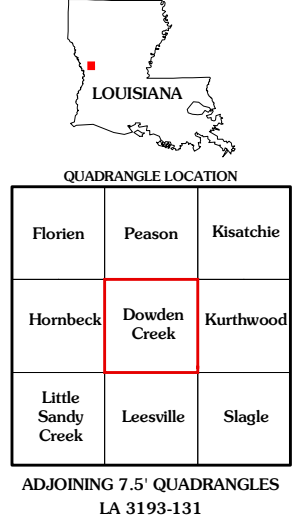 LOUISIANA
QUADRANGLE LOCATION
Florien Peason Kisatchie
Hornbeck Dowden Creek Kurthwood
Little Sandy Creek Leesville Slagle
ADJOINING 7.5' QUADRANGLES
LA 3193-131